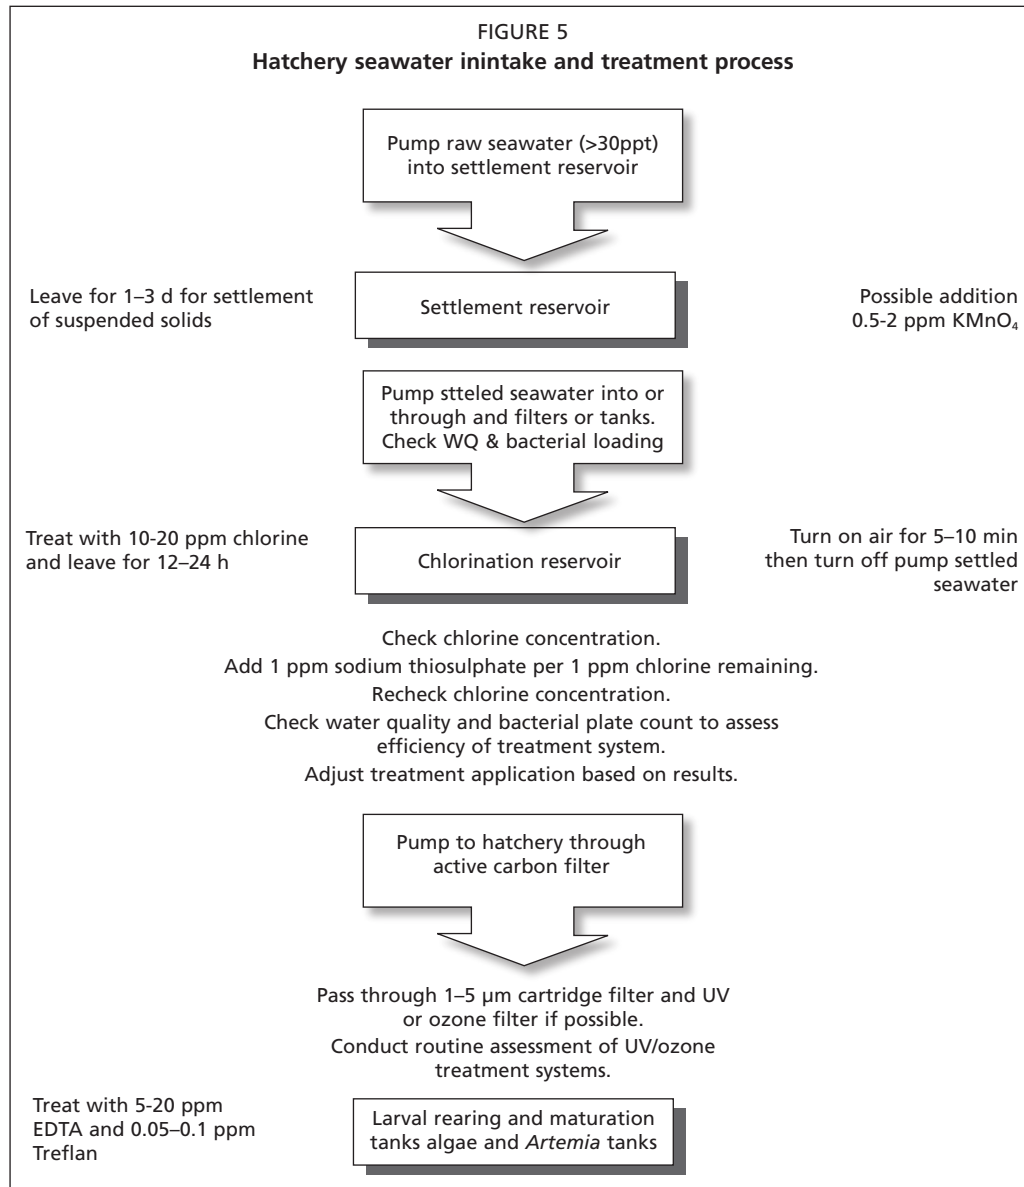 FIGURE 5
Hatchery seawater inintake and treatment process
Pump raw seawater (>30ppt)
into settlement reservoir
Leave for 1–3 d for settlement
of suspended solids
Settlement reservoir
Possible addition
0.5-2 ppm KMnO₄
Pump stteled seawater into or
through and filters or tanks.
Check WQ & bacterial loading
Treat with 10-20 ppm chlorine
and leave for 12–24 h
Chlorination reservoir
Turn on air for 5–10 min
then turn off pump settled
seawater
Check chlorine concentration.
Add 1 ppm sodium thiosulphate per 1 ppm chlorine remaining.
Recheck chlorine concentration.
Check water quality and bacterial plate count to assess
efficiency of treatment system.
Adjust treatment application based on results.
Pump to hatchery through
active carbon filter
Pass through 1–5 µm cartridge filter and UV
or ozone filter if possible.
Conduct routine assessment of UV/ozone
treatment systems.
Treat with 5-20 ppm
EDTA and 0.05–0.1 ppm
Treflan
Larval rearing and maturation
tanks algae and Artemia tanks